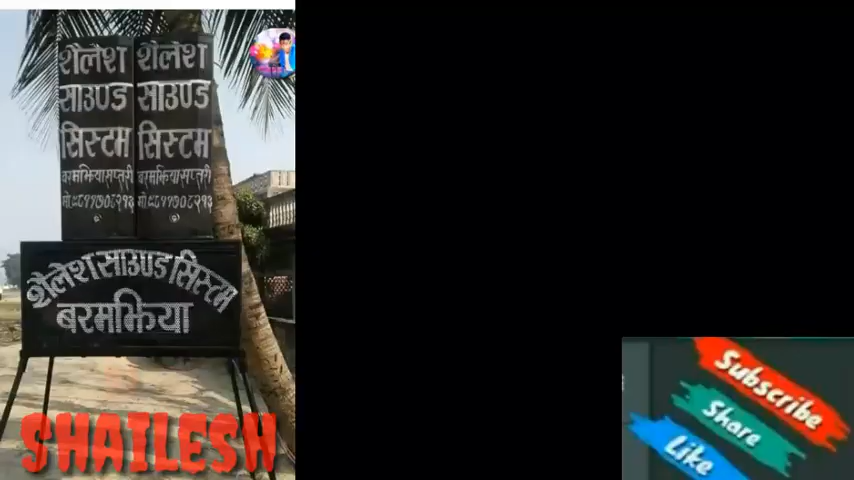 शैलेश
साउण्ड
सिस्टम
बरमझिया सप्तरी
शैलेश
साउण्ड
सिस्टम
बरमझिया सप्तरी
शैलेश साउण्ड सिस्टम
बरमझिया
SHAILESH
Subscribe
Share
Like